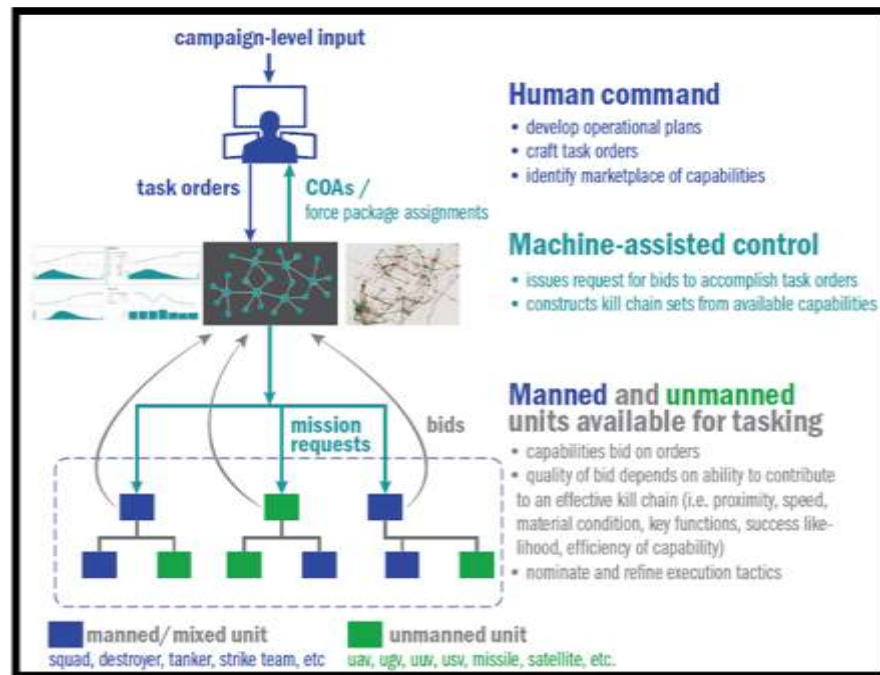 campaign-level input
Human command
• develop operational plans
• craft task orders
• identify marketplace of capabilities
task orders
COAs /
force package assignments
Machine-assisted control
• issues request for bids to accomplish task orders
• constructs kill chain sets from available capabilities
Manned and unmanned
units available for tasking
• capabilities bid on orders
• quality of bid depends on ability to contribute
to an effective kill chain (i.e. proximity, speed,
material condition, key functions, success like-
lihood, efficiency of capability)
• nominate and refine execution tactics
mission
requests
bids
manned/mixed unit
squad, destroyer, tanker, strike team, etc
unmanned unit
uav, ugv, uuv, usv, missile, satellite, etc.